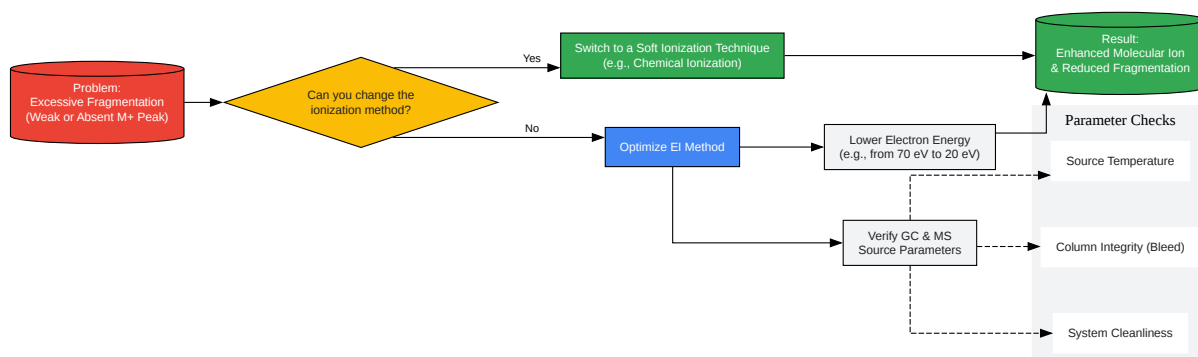 Problem:
Excessive Fragmentation
(Weak or Absent M+ Peak)
Can you change the
ionization method?
Yes
No
Switch to a Soft Ionization Technique
(e.g., Chemical Ionization)
Optimize EI Method
Lower Electron Energy
(e.g., from 70 eV to 20 eV)
Verify GC & MS
Source Parameters
Result:
Enhanced Molecular Ion
& Reduced Fragmentation
Parameter Checks
Source Temperature
Column Integrity (Bleed)
System Cleanliness